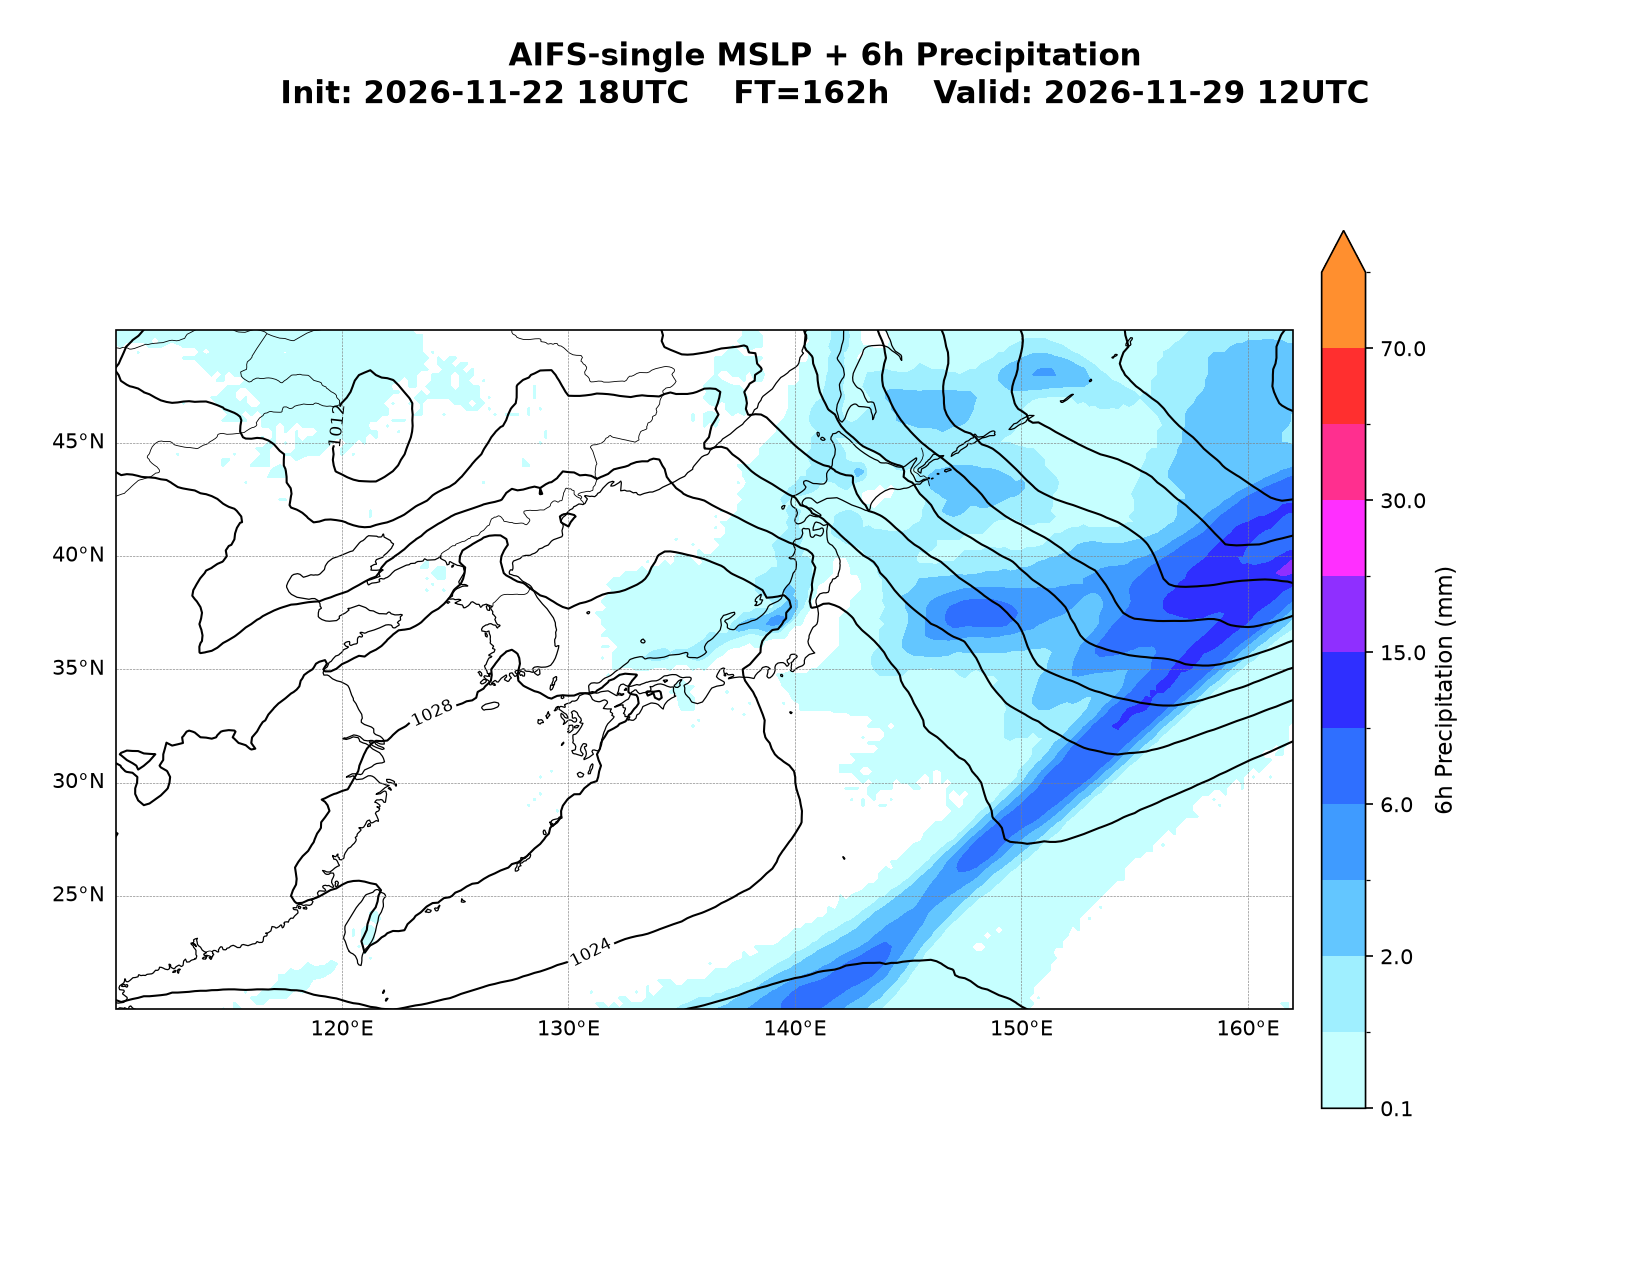 AIFS-single MSLP + 6h Precipitation
Init: 2026-11-22 18UTC    FT=162h    Valid: 2026-11-29 12UTC
70.0
30.0
15.0
6.0
2.0
0.1
6h Precipitation (mm)
45°N
40°N
35°N
30°N
25°N
1012
1028
1024
120°E
130°E
140°E
150°E
160°E